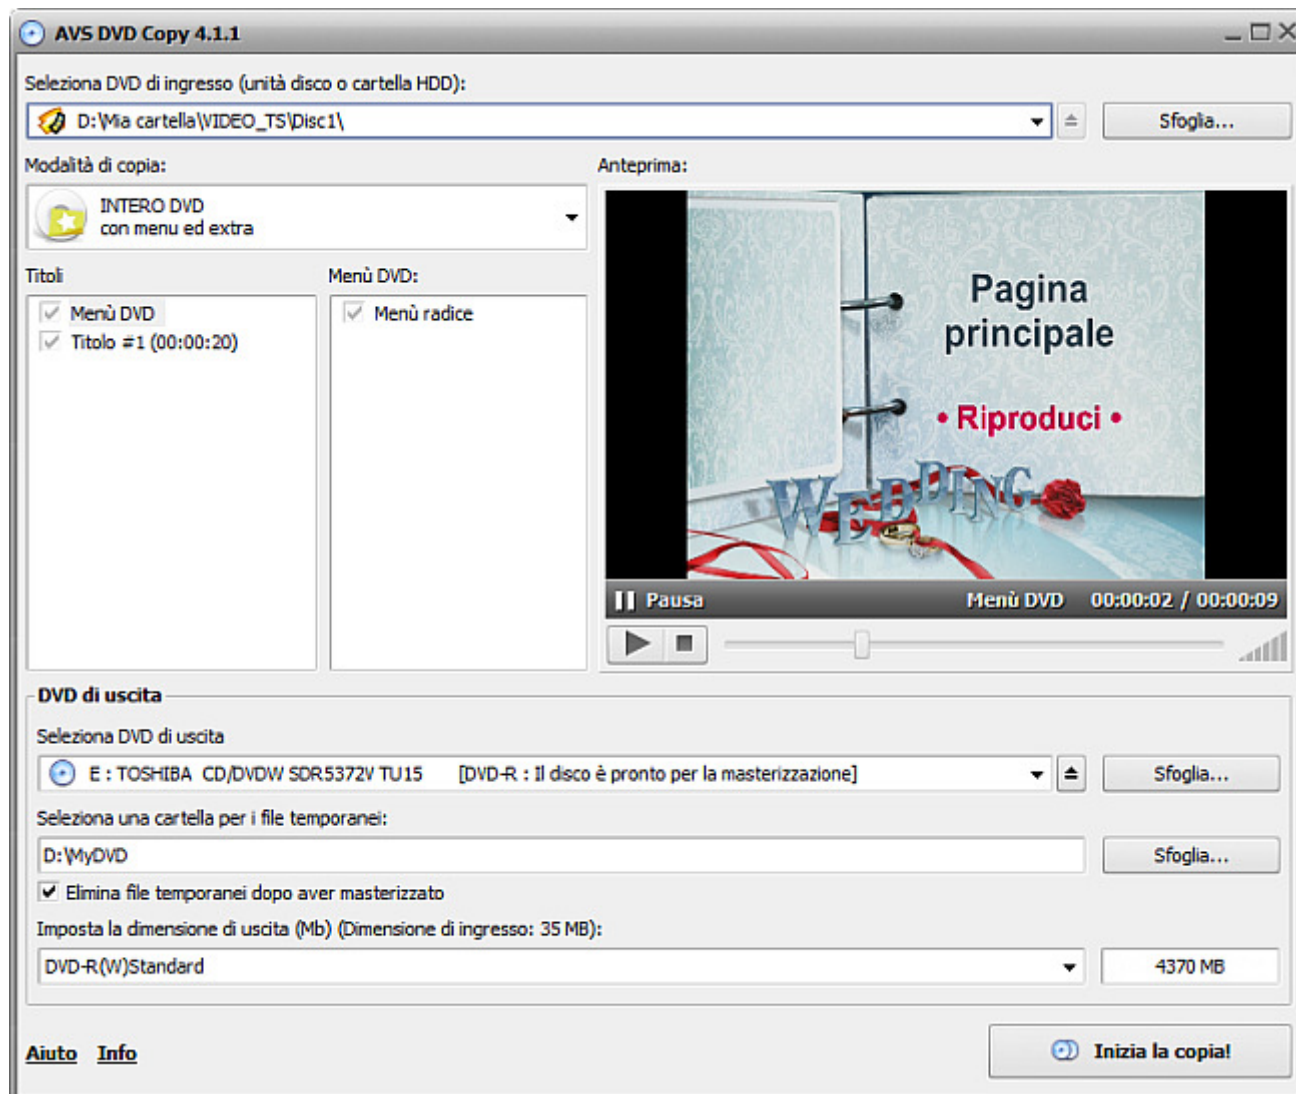 AVS DVD Copy 4.1.1
Seleziona DVD di ingresso (unità disco o cartella HDD):
D:\Mia cartella\VIDEO_TS\Disc1\
Sfoglia...
Modalità di copia:
INTERO DVD
con menu ed extra
Anteprima:
Titoli
Menù DVD:
Menù DVD
Titolo #1 (00:00:20)
Menù radice
Pagina
principale
• Riproduci •
WEDDING
Pausa
Menù DVD 00:00:02 / 00:00:09
DVD di uscita
Seleziona DVD di uscita
E : TOSHIBA CD/DVDW SDR5372V TU15 [DVD-R : Il disco è pronto per la masterizzazione]
Sfoglia...
Seleziona una cartella per i file temporanei:
D:\MyDVD
Sfoglia...
Elimina file temporanei dopo aver masterizzato
Imposta la dimensione di uscita (Mb) (Dimensione di ingresso: 35 MB):
DVD-R(W)Standard
4370 MB
Aiuto Info
Inizia la copia!